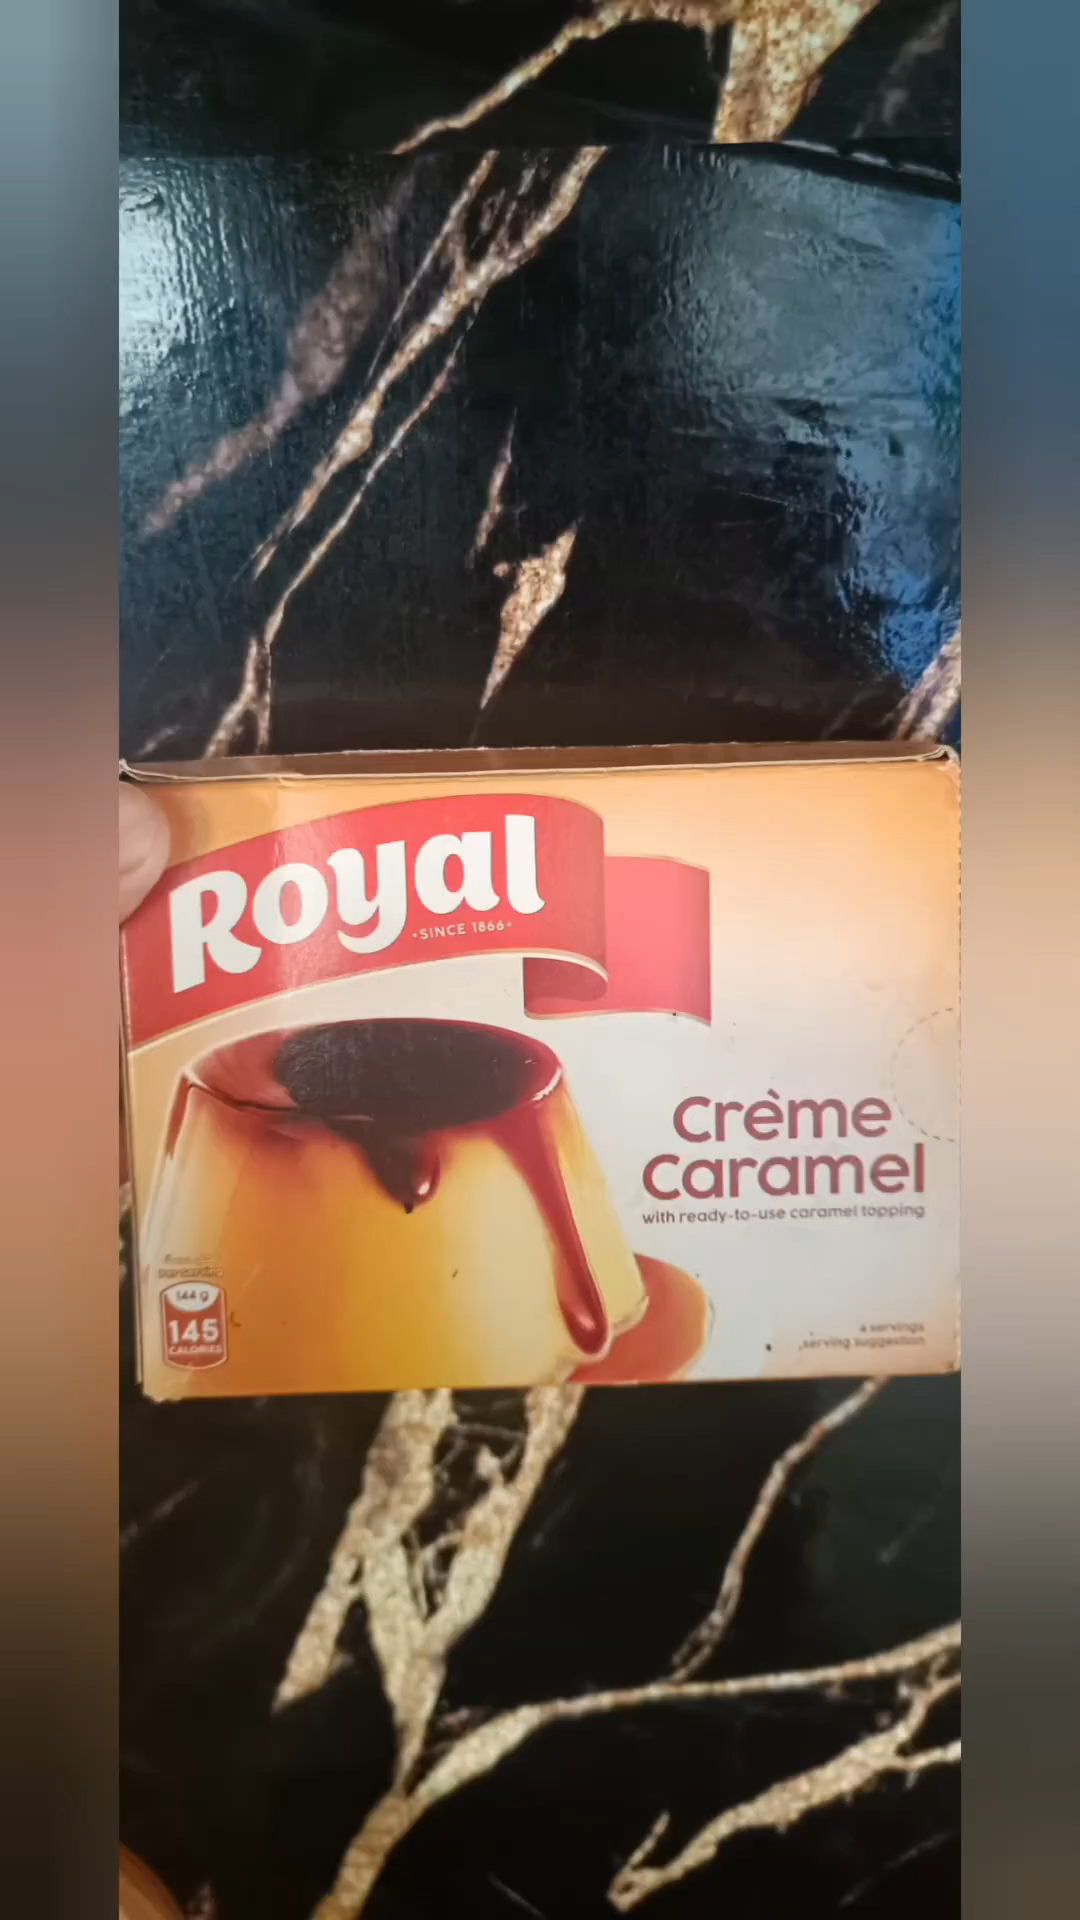 Royal
•SINCE 1866•
Crème
Caramel
with ready-to-use caramel topping
144 g
145
CALORIES
4 servings
serving suggestion